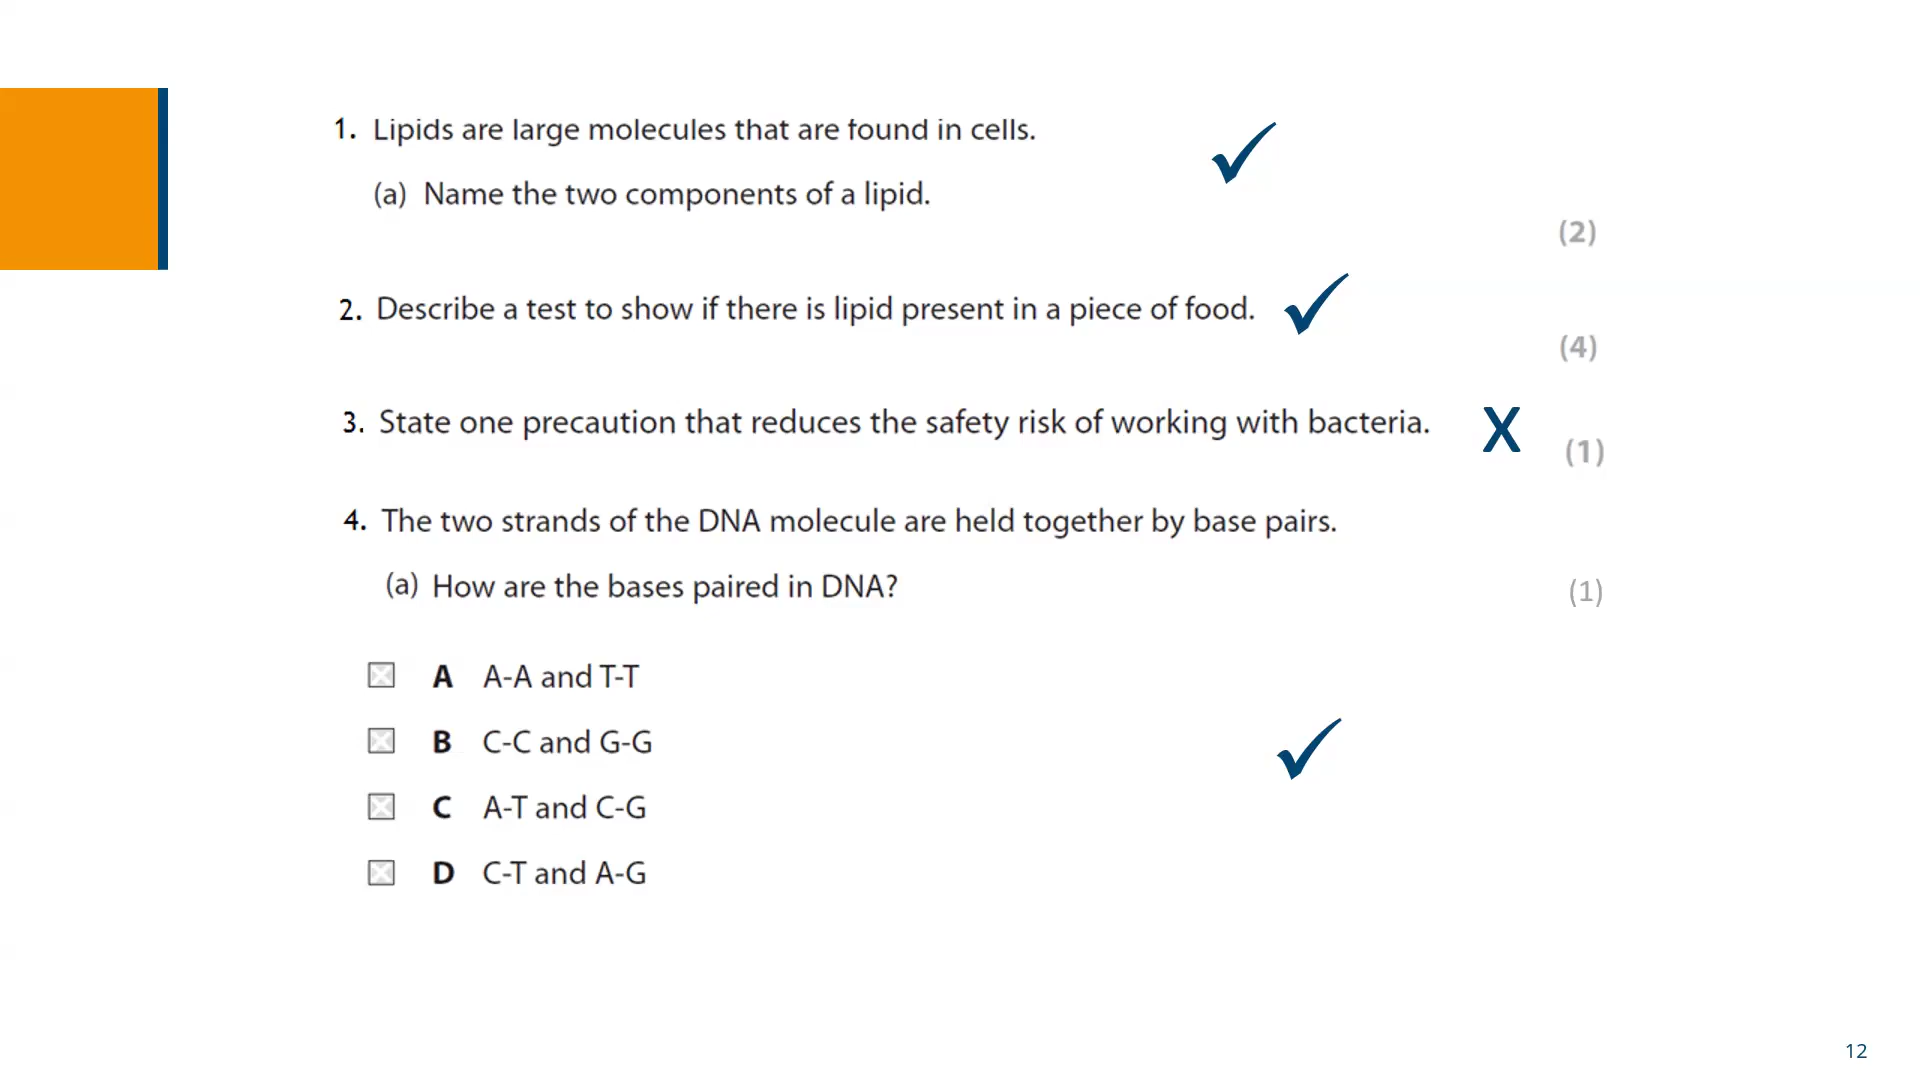 1. Lipids are large molecules that are found in cells.
(a) Name the two components of a lipid.
(2)
2. Describe a test to show if there is lipid present in a piece of food.
(4)
3. State one precaution that reduces the safety risk of working with bacteria.
X
(1)
4. The two strands of the DNA molecule are held together by base pairs.
(a) How are the bases paired in DNA?
(1)
A A-A and T-T
B C-C and G-G
C A-T and C-G
D C-T and A-G
12